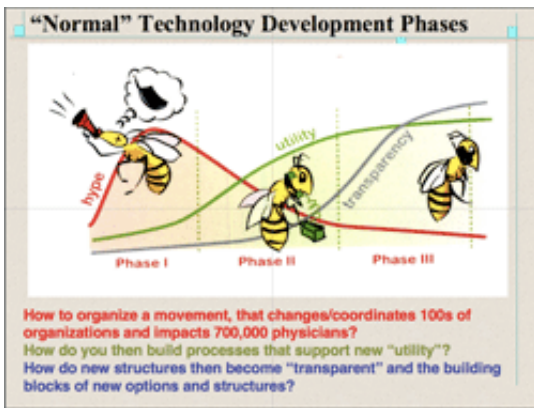 “Normal” Technology Development Phases
hype
utility
transparency
Phase I
Phase II
Phase III
How to organize a movement, that changes/coordinates 100s of
organizations and impacts 700,000 physicians?
How do you then build processes that support new “utility”?
How do new structures then become “transparent” and the building
blocks of new options and structures?